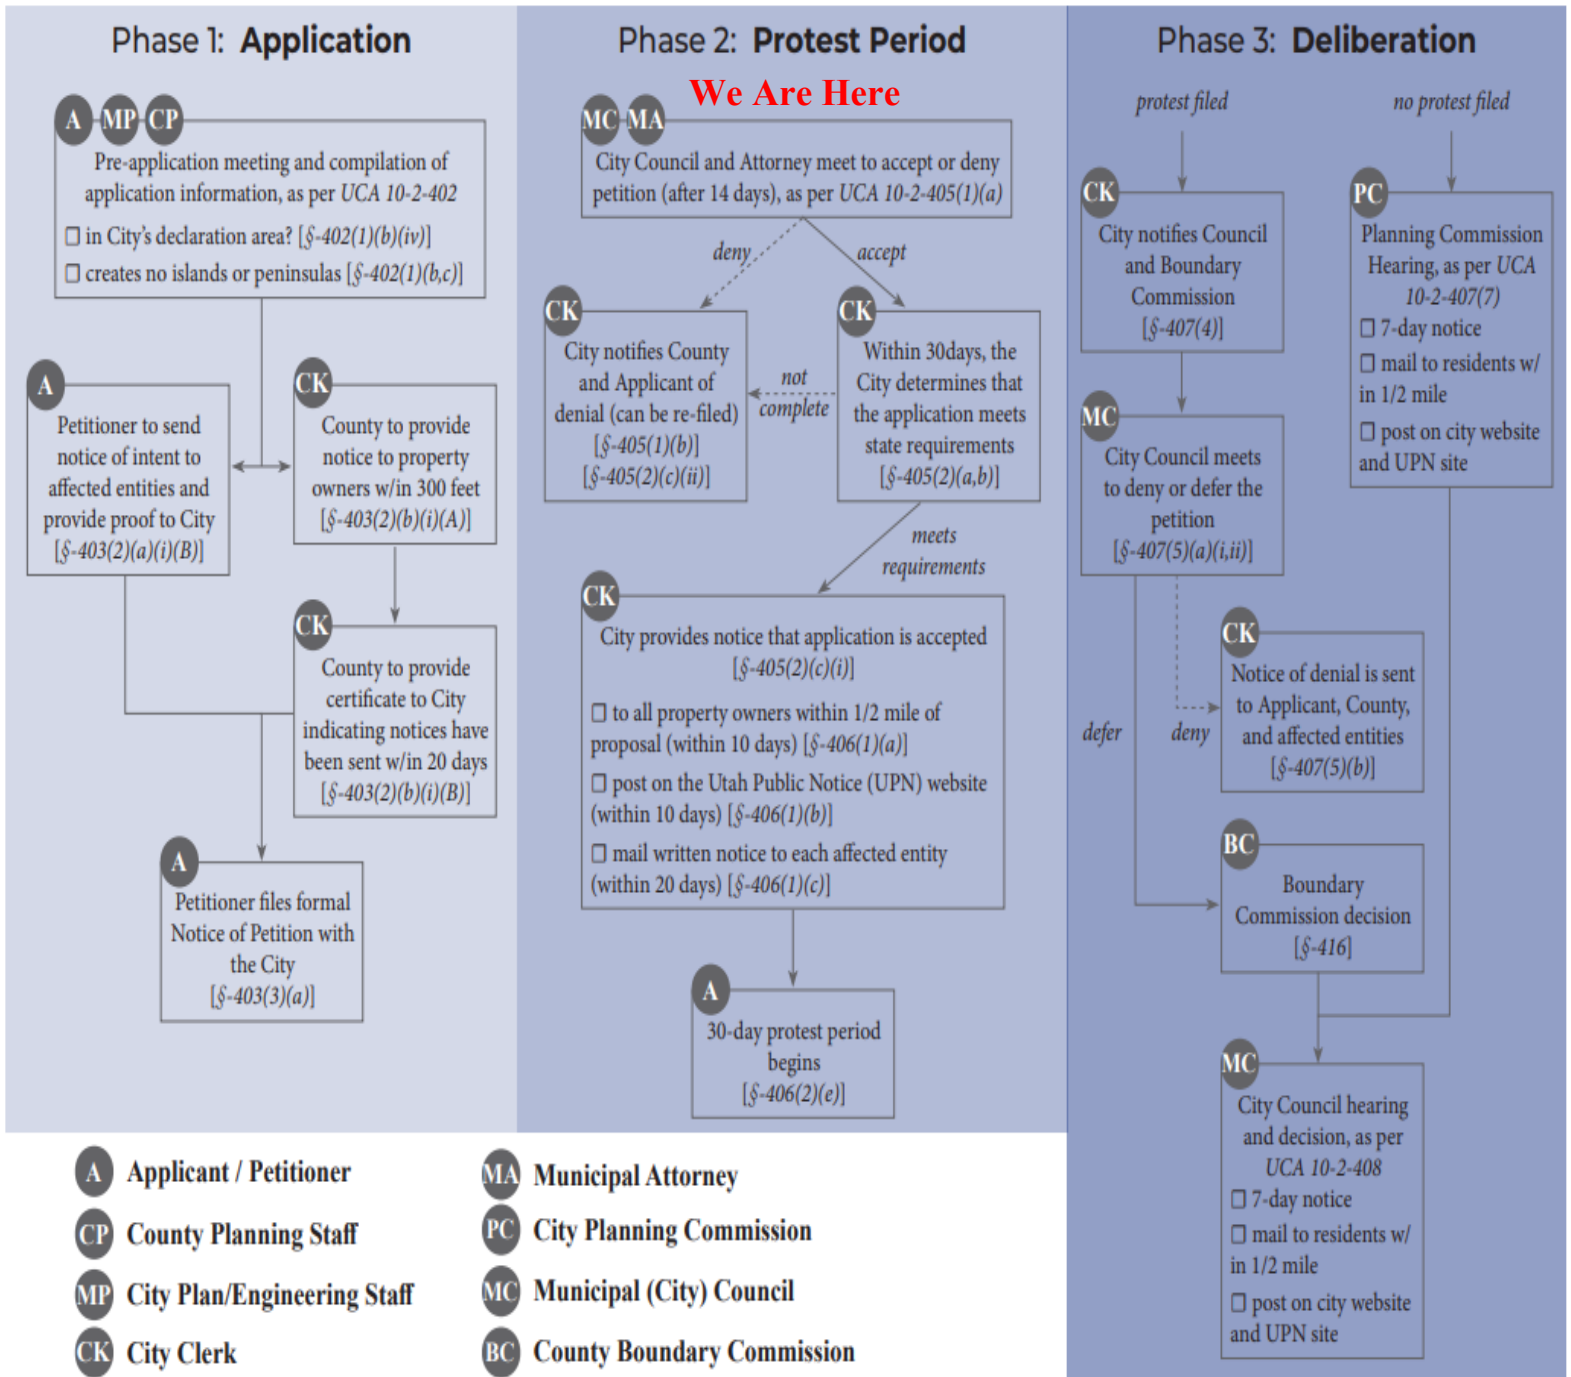 Phase 1: Application
A MP CP
Pre-application meeting and compilation of
application information, as per UCA 10-2-402
☐ in City's declaration area? [§-402(1)(b)(iv)]
☐ creates no islands or peninsulas [§-402(1)(b,c)]
A
Petitioner to send
notice of intent to
affected entities and
provide proof to City
[§-403(2)(a)(i)(B)]
CK
County to provide
notice to property
owners w/in 300 feet
[§-403(2)(b)(i)(A)]
CK
County to provide
certificate to City
indicating notices have
been sent w/in 20 days
[§-403(2)(b)(i)(B)]
A
Petitioner files formal
Notice of Petition with
the City
[§-403(3)(a)]
Phase 2: Protest Period
We Are Here
MC MA
City Council and Attorney meet to accept or deny
petition (after 14 days), as per UCA 10-2-405(1)(a)
deny
accept
CK
City notifies County
and Applicant of
denial (can be re-filed)
[§-405(1)(b)]
[§-405(2)(c)(ii)]
not
complete
CK
Within 30days, the
City determines that
the application meets
state requirements
[§-405(2)(a,b)]
meets
requirements
CK
City provides notice that application is accepted
[§-405(2)(c)(i)]
☐ to all property owners within 1/2 mile of
proposal (within 10 days) [§-406(1)(a)]
☐ post on the Utah Public Notice (UPN) website
(within 10 days) [§-406(1)(b)]
☐ mail written notice to each affected entity
(within 20 days) [§-406(1)(c)]
A
30-day protest period
begins
[§-406(2)(e)]
Phase 3: Deliberation
protest filed
CK
City notifies Council
and Boundary
Commission
[§-407(4)]
MC
City Council meets
to deny or defer the
petition
[§-407(5)(a)(i,ii)]
defer
deny
CK
Notice of denial is sent
to Applicant, County,
and affected entities
[§-407(5)(b)]
BC
Boundary
Commission decision
[§-416]
no protest filed
PC
Planning Commission
Hearing, as per UCA
10-2-407(7)
☐ 7-day notice
☐ mail to residents w/
in 1/2 mile
☐ post on city website
and UPN site
MC
City Council hearing
and decision, as per
UCA 10-2-408
☐ 7-day notice
☐ mail to residents w/
in 1/2 mile
☐ post on city website
and UPN site
A Applicant / Petitioner
CP County Planning Staff
MP City Plan/Engineering Staff
CK City Clerk
MA Municipal Attorney
PC City Planning Commission
MC Municipal (City) Council
BC County Boundary Commission